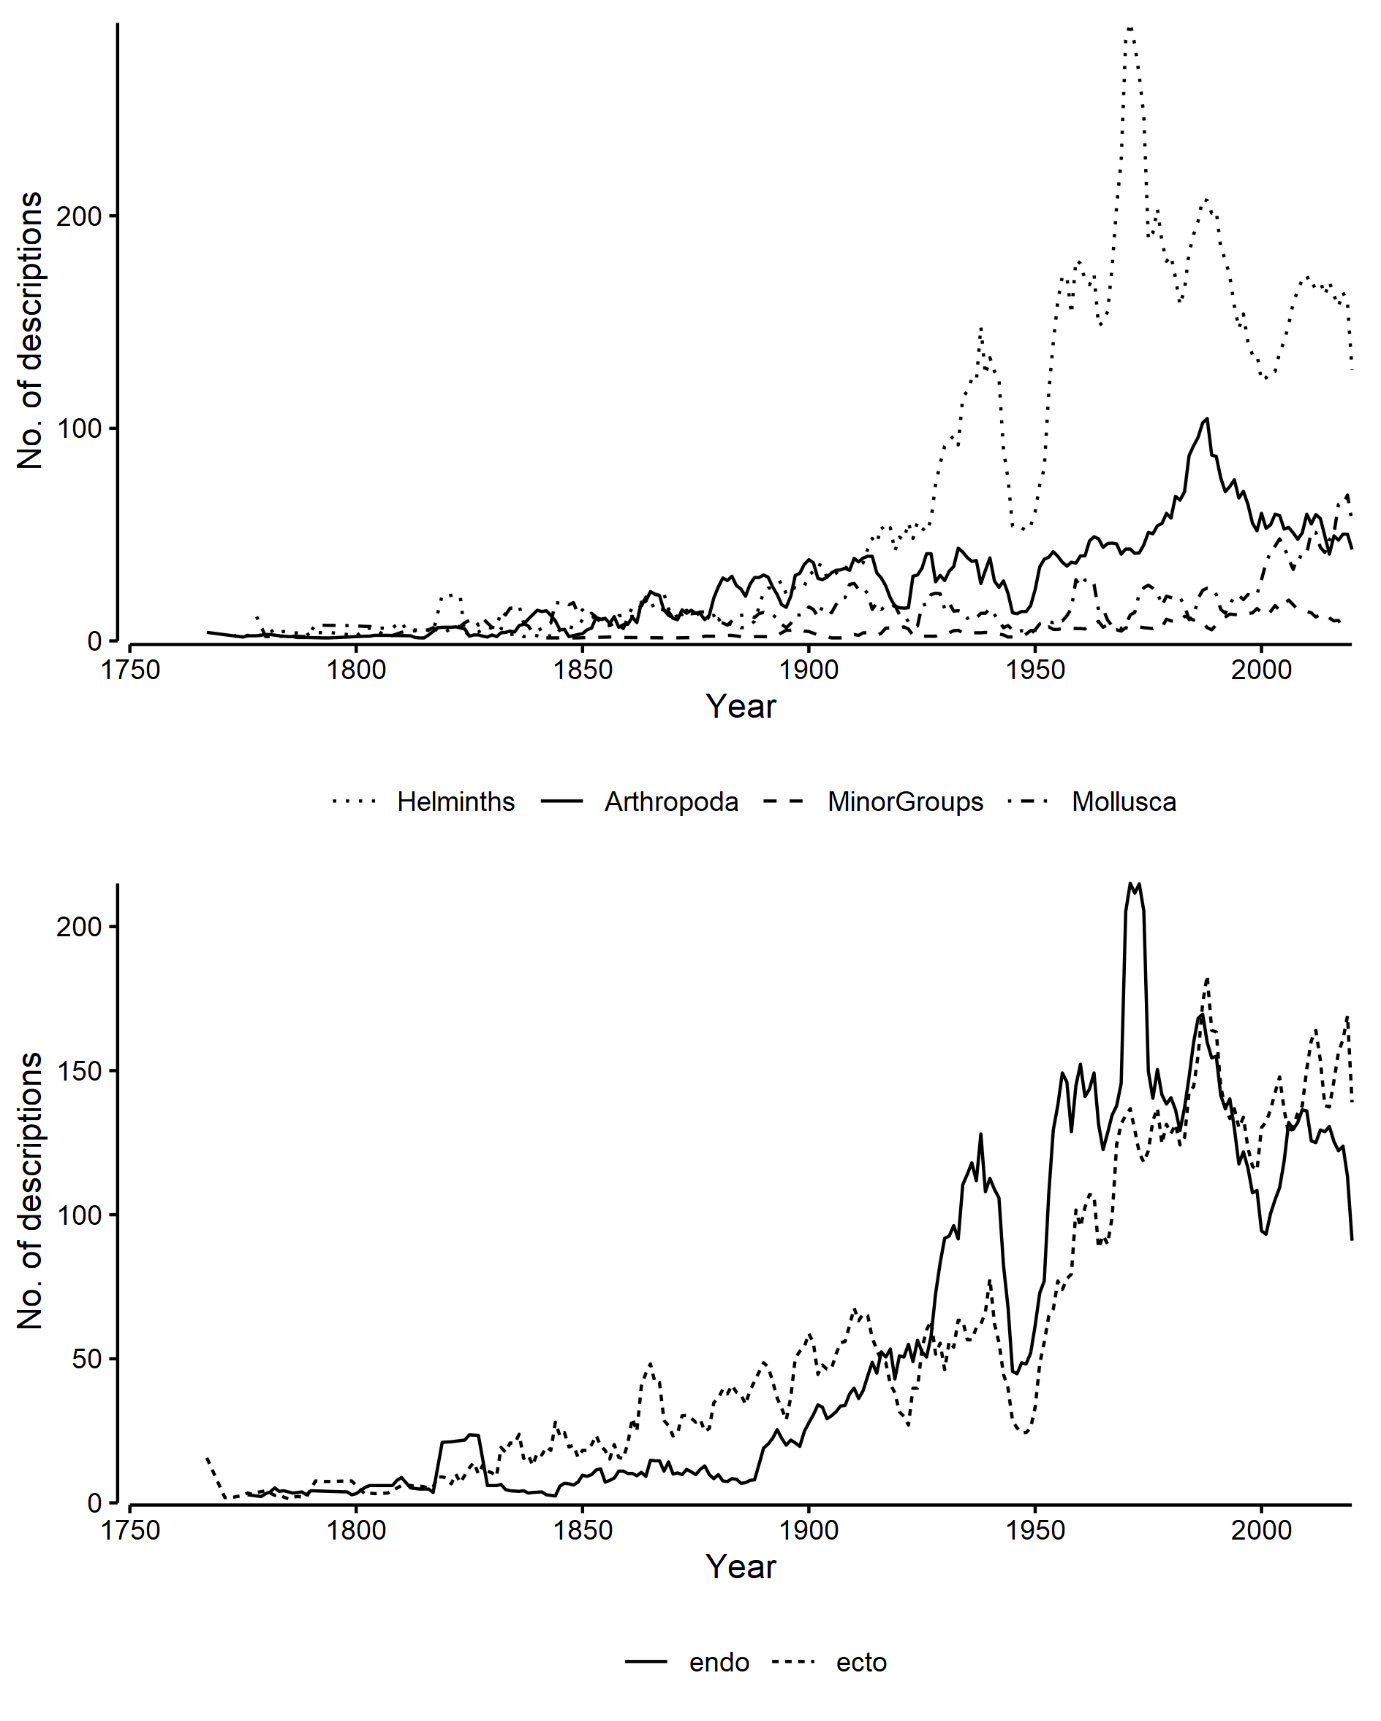 No. of descriptions
200
100
0
1750 1800 1850 1900 1950 2000
Year
Helminths Arthropoda MinorGroups Mollusca
No. of descriptions
200
150
100
50
0
1750 1800 1850 1900 1950 2000
Year
endo ecto